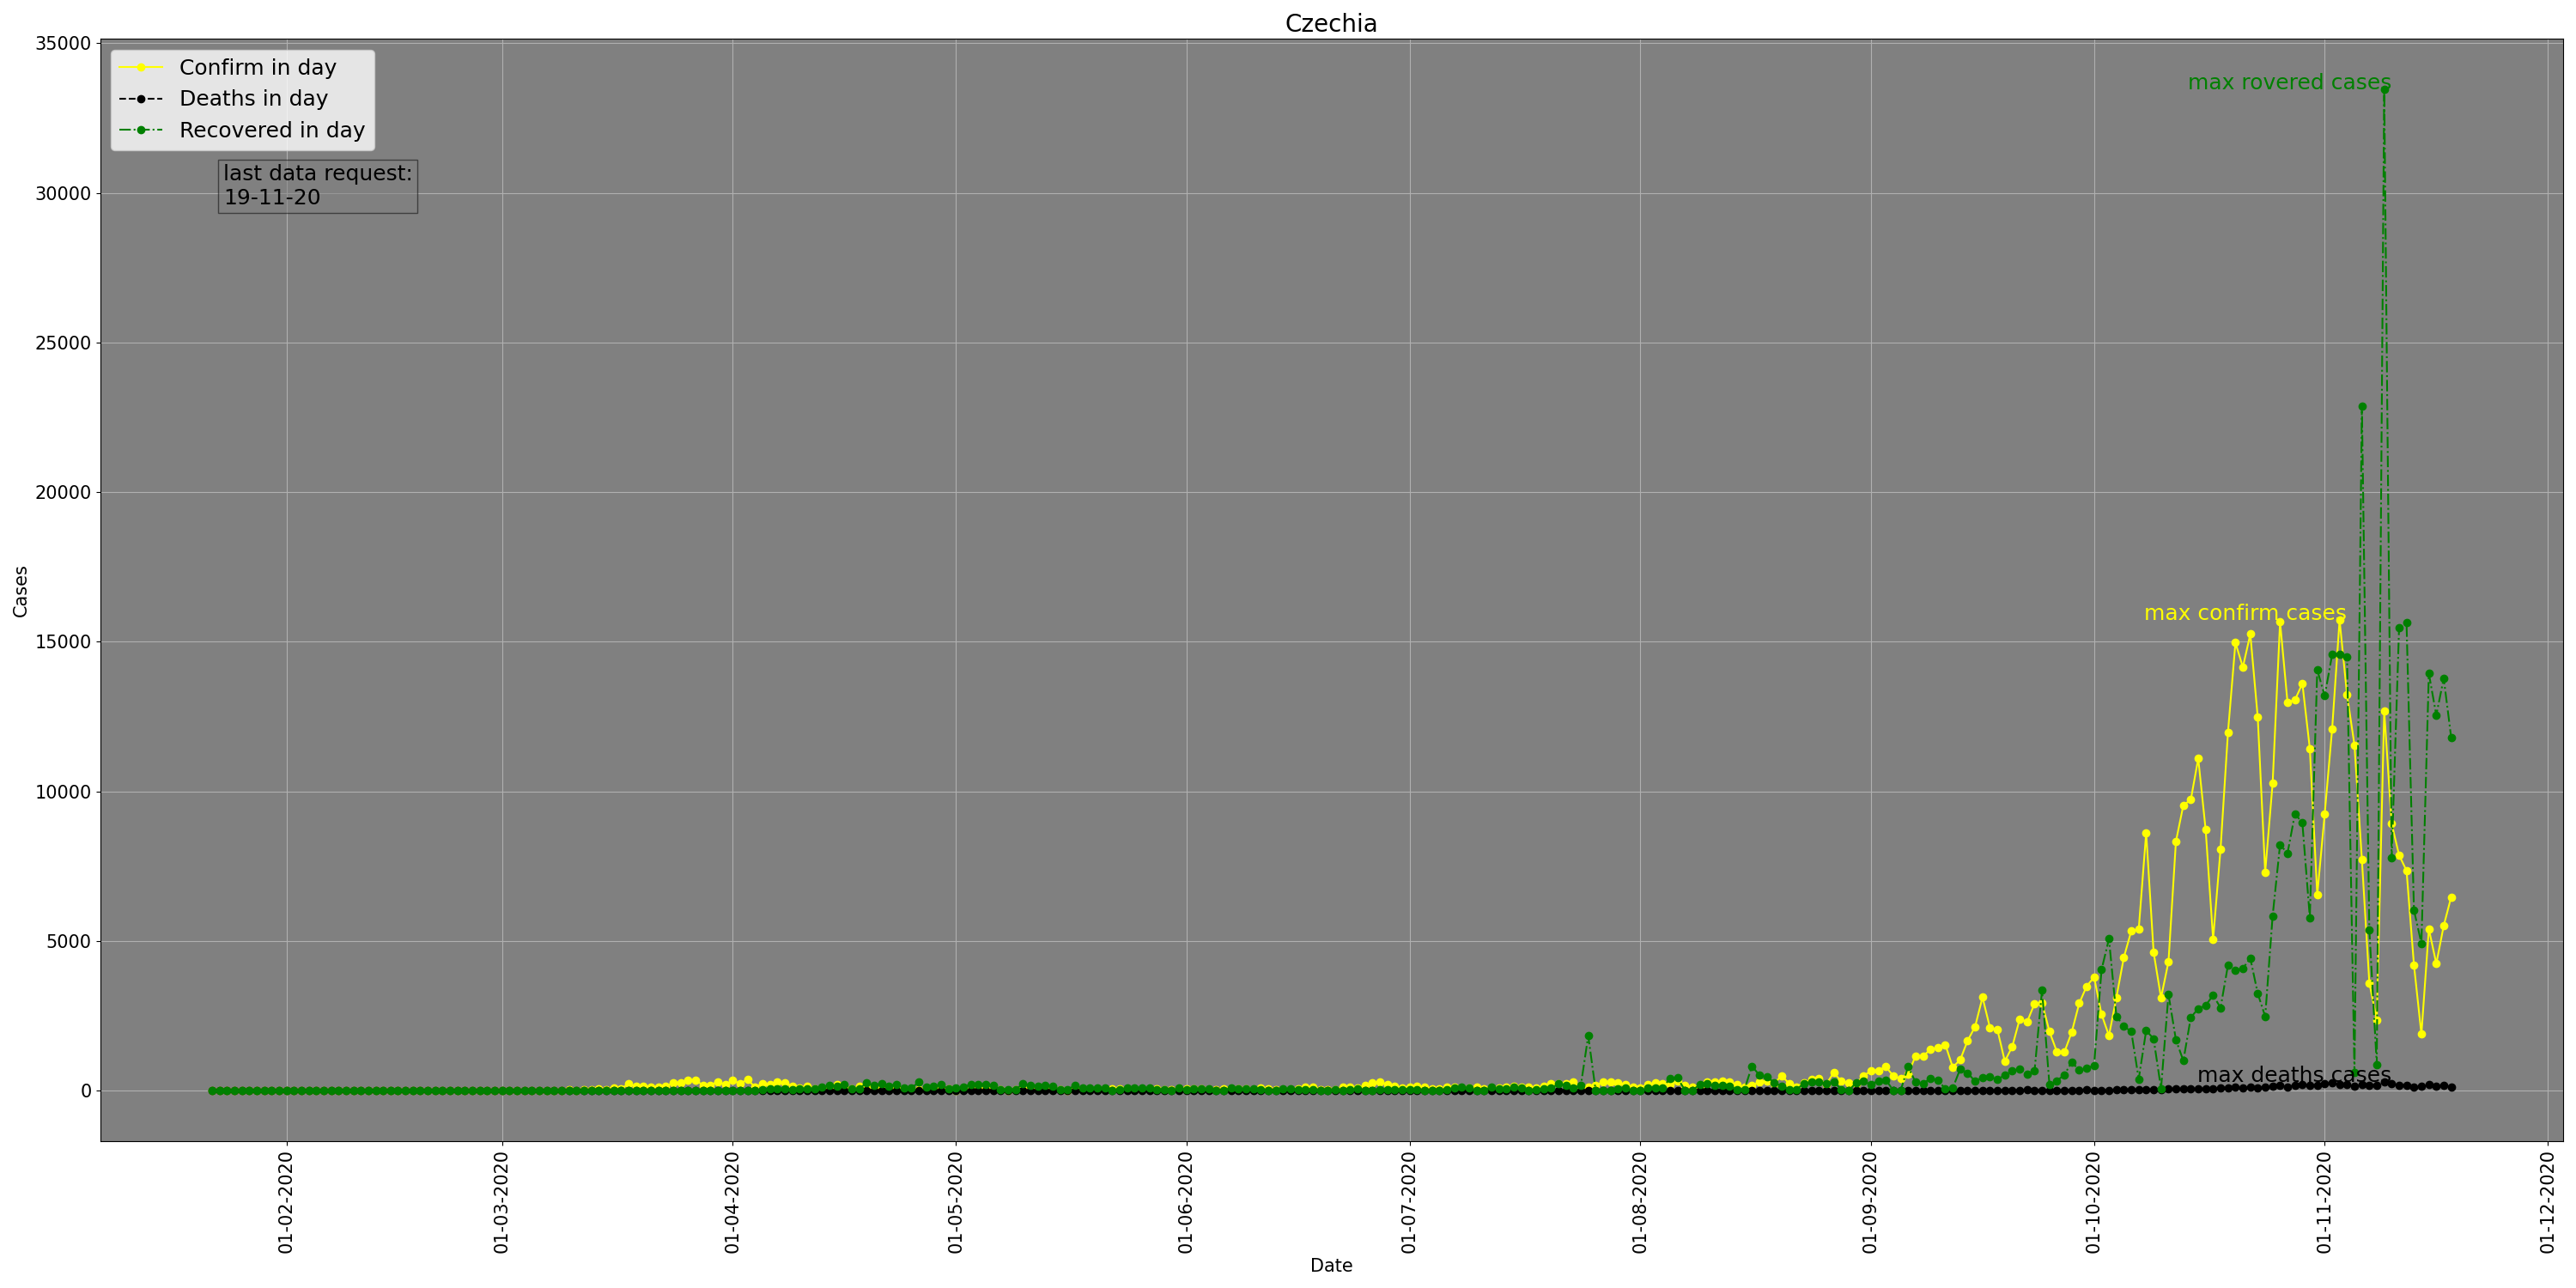 Czechia
35000
30000
25000
20000
15000
10000
5000
0
Cases
Confirm in day
Deaths in day
Recovered in day
last data request:
19-11-20
max rovered cases
max confirm cases
max deaths cases
01-02-2020
01-03-2020
01-04-2020
01-05-2020
01-06-2020
01-07-2020
01-08-2020
01-09-2020
01-10-2020
01-11-2020
01-12-2020
Date